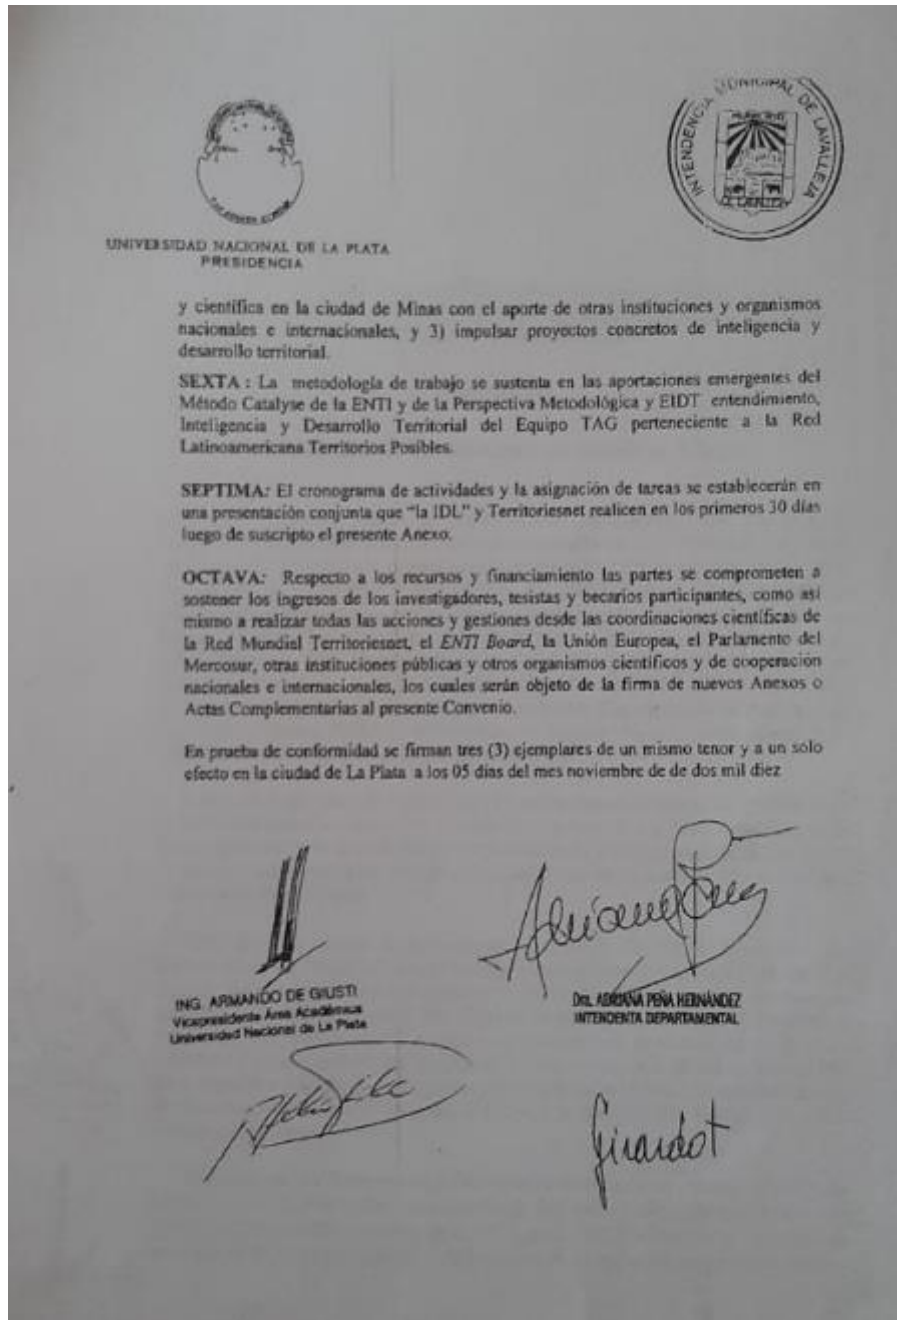 INTENDENCIA MUNICIPAL DE LAVALLEJA
UNIVERSIDAD NACIONAL DE LA PLATA
PRESIDENCIA
y científica en la ciudad de Minas con el aporte de otras instituciones y organismos
nacionales e internacionales, y 3) impulsar proyectos concretos de inteligencia y
desarrollo territorial.
SEXTA : La metodología de trabajo se sustenta en las aportaciones emergentes del
Método Catalyse de la ENTI y de la Perspectiva Metodológica y EIDT entendimiento,
Inteligencia y Desarrollo Territorial del Equipo TAG perteneciente a la Red
Latinoamericana Territorios Posibles.
SEPTIMA: El cronograma de actividades y la asignación de tareas se establecerán en
una presentación conjunta que "la IDL" y Territoriesnet realicen en los primeros 30 días
luego de suscripto el presente Anexo.
OCTAVA: Respecto a los recursos y financiamiento las partes se comprometen a
sostener los ingresos de los investigadores, tesistas y becarios participantes, como así
mismo a realizar todas las acciones y gestiones desde las coordinaciones científicas de
la Red Mundial Territoriesnet, el ENTI Board, la Unión Europea, el Parlamento del
Mercosur, otras instituciones públicas y otros organismos científicos y de cooperación
nacionales e internacionales, los cuales serán objeto de la firma de nuevos Anexos o
Actas Complementarias al presente Convenio.
En prueba de conformidad se firman tres (3) ejemplares de un mismo tenor y a un solo
efecto en la ciudad de La Plata a los 05 días del mes noviembre de de dos mil diez
ING. ARMANDO DE GIUSTI
Vicepresidente Área Académica
Universidad Nacional de La Plata
Dra. ADRIANA PEÑA HERNÁNDEZ
INTENDENTA DEPARTAMENTAL
Girardot